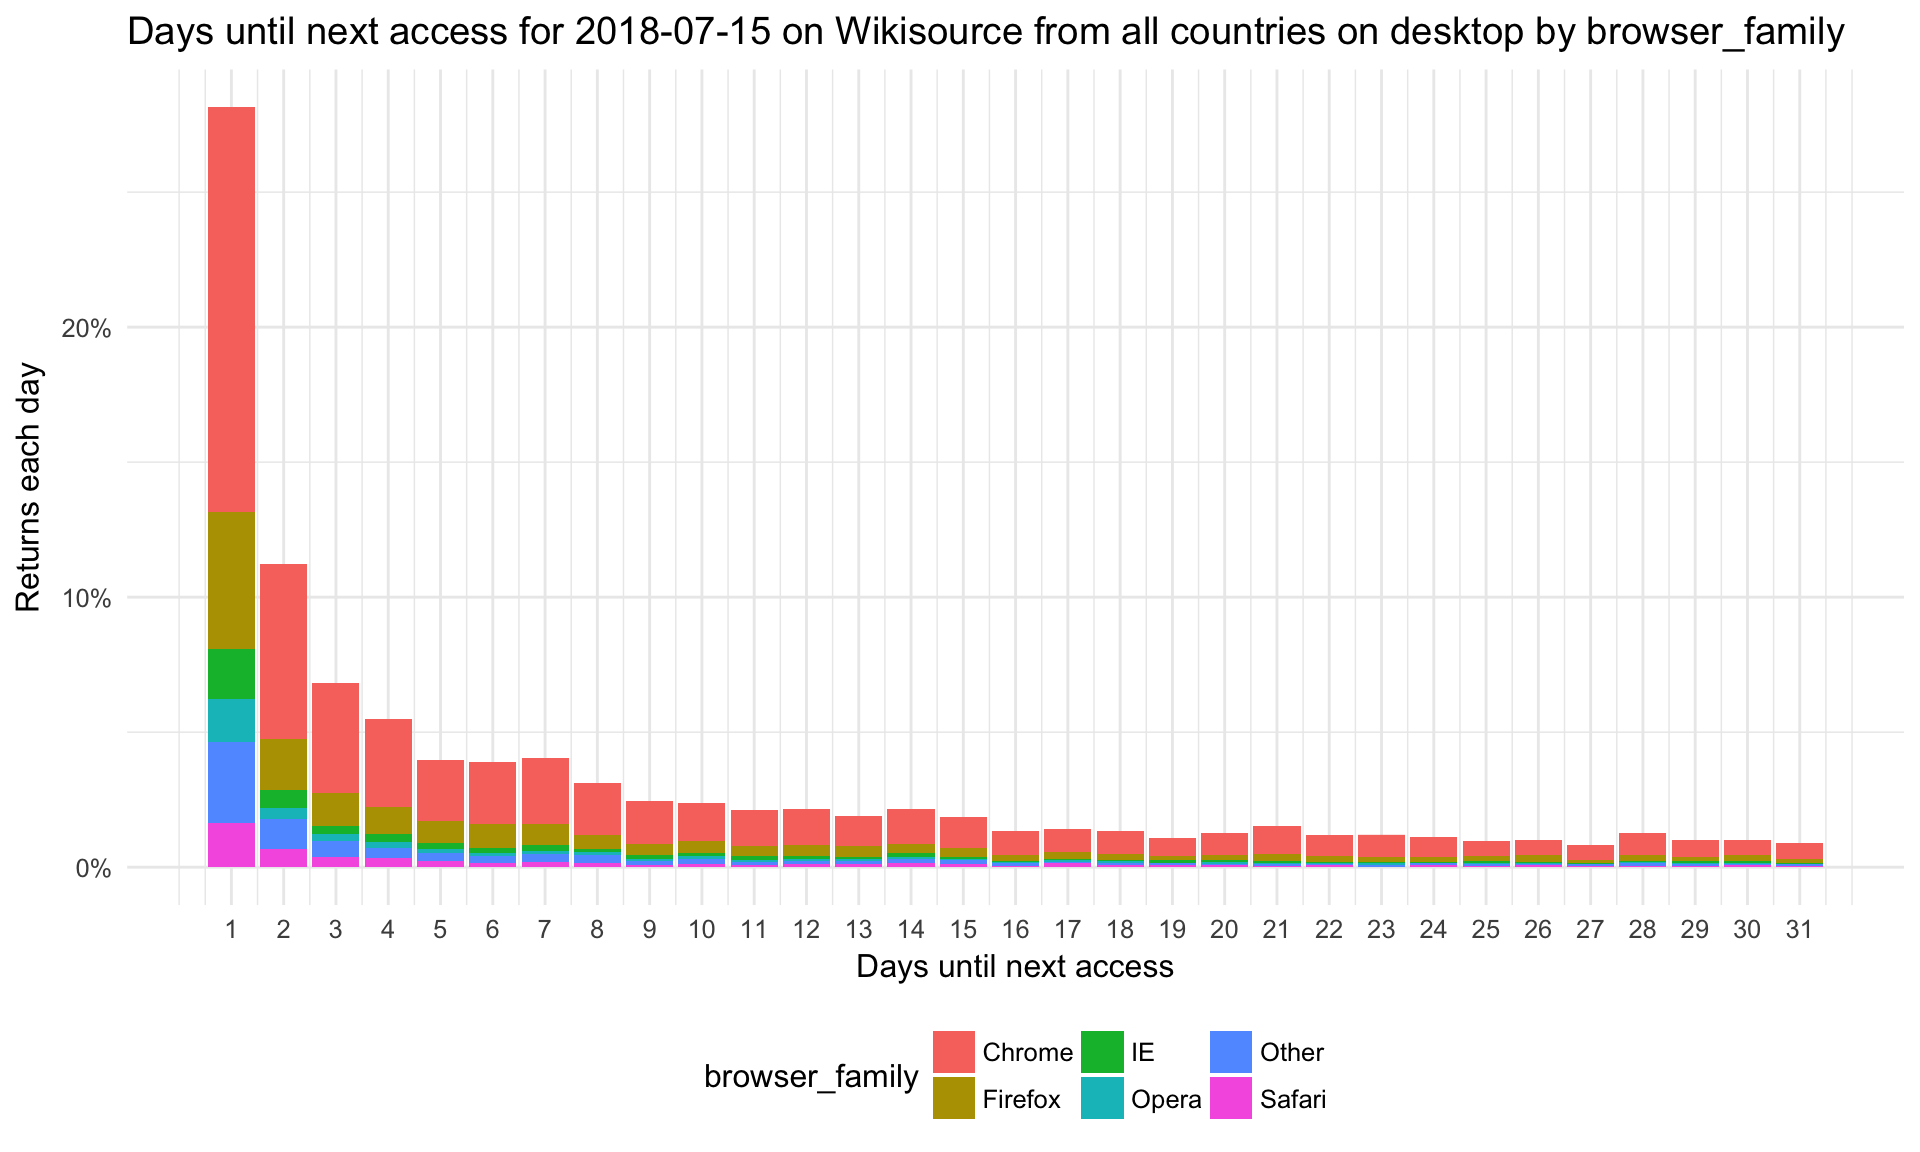 Days until next access for 2018-07-15 on Wikisource from all countries on desktop by browser_family
Returns each day
20%
10%
0%
1 2 3 4 5 6 7 8 9 10 11 12 13 14 15 16 17 18 19 20 21 22 23 24 25 26 27 28 29 30 31
Days until next access
browser_family
Chrome IE Other
Firefox Opera Safari